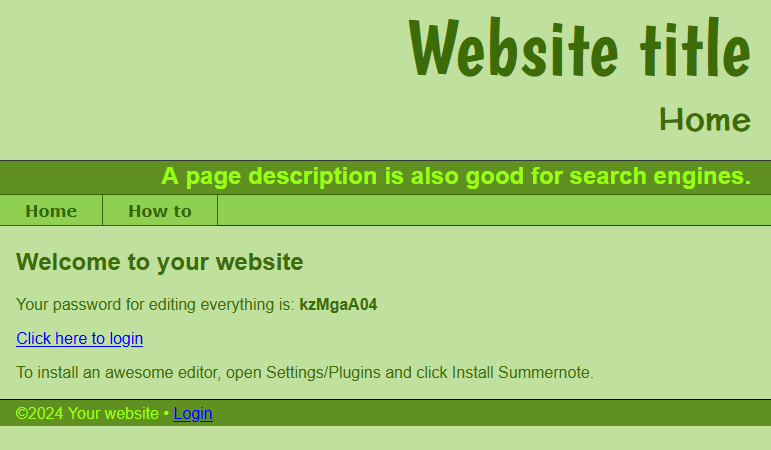 Website title
Home
A page description is also good for search engines.
Home How to
Welcome to your website
Your password for editing everything is: kzMgaA04
Click here to login
To install an awesome editor, open Settings/Plugins and click Install Summernote.
©2024 Your website • Login